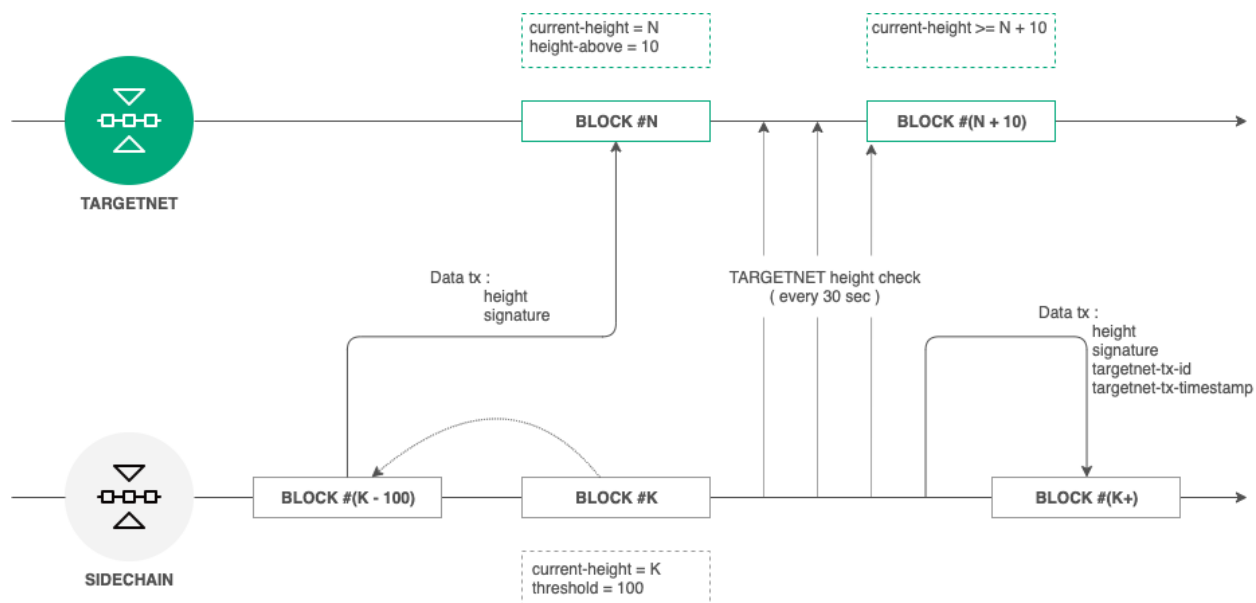 current-height = N
height-above = 10
current-height >= N + 10
BLOCK #N
BLOCK #(N + 10)
TARGETNET
Data tx :
height
signature
TARGETNET height check
( every 30 sec )
Data tx :
height
signature
targetnet-tx-id
targetnet-tx-timestamp
BLOCK #(K - 100)
BLOCK #K
BLOCK #(K+)
SIDECHAIN
current-height = K
threshold = 100